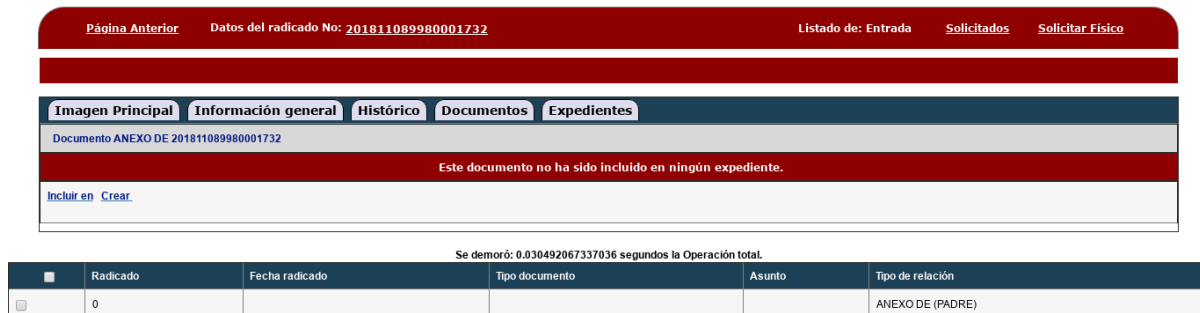 Página Anterior Datos del radicado No: 201811089980001732 Listado de: Entrada Solicitados Solicitar Físico
Imagen Principal Información general Histórico Documentos Expedientes
Documento ANEXO DE 201811089980001732
Este documento no ha sido incluido en ningún expediente.
Incluir en Crear
Se demoró: 0.030492067337036 segundos la Operación total.
Radicado Fecha radicado Tipo documento Asunto Tipo de relación
0 ANEXO DE (PADRE)